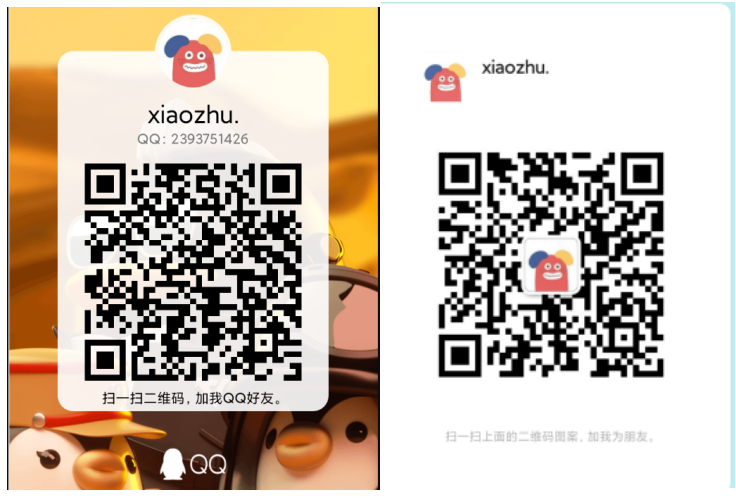 xiaozhu.
QQ: 2393751426
扫一扫二维码，加我QQ好友。
QQ
xiaozhu.
扫一扫上面的二维码图案，加我为朋友。